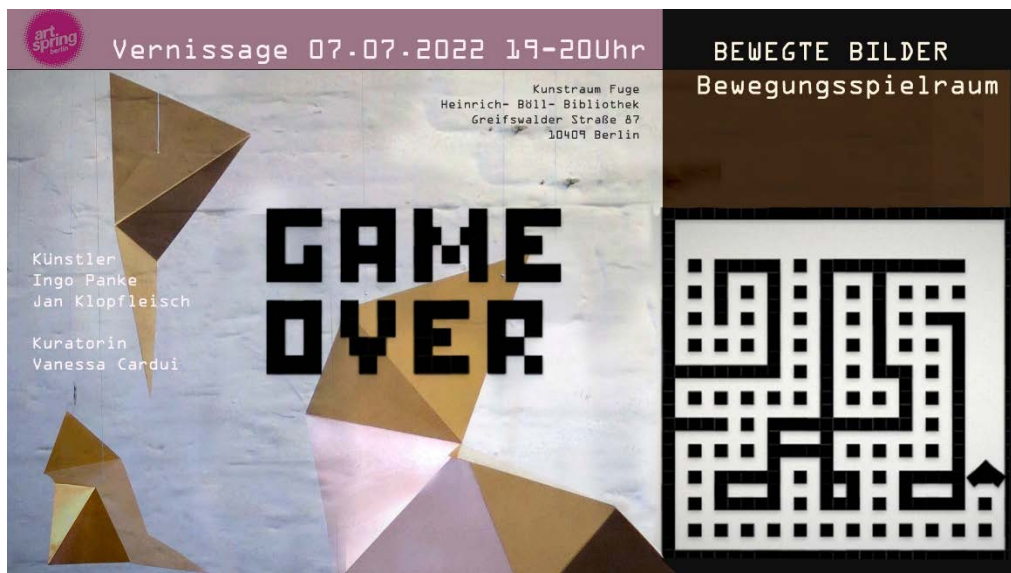 art
spring
berlin
Vernissage 07.07.2022 19-20Uhr
BEWEGTE BILDER
Bewegungsspielraum
Kunstraum Fuge
Heinrich- Böll- Bibliothek
Greifswalder Straße 87
10409 Berlin
GAME
OVER
Künstler
Ingo Panke
Jan Klopfleisch
Kuratorin
Vanessa Cardui